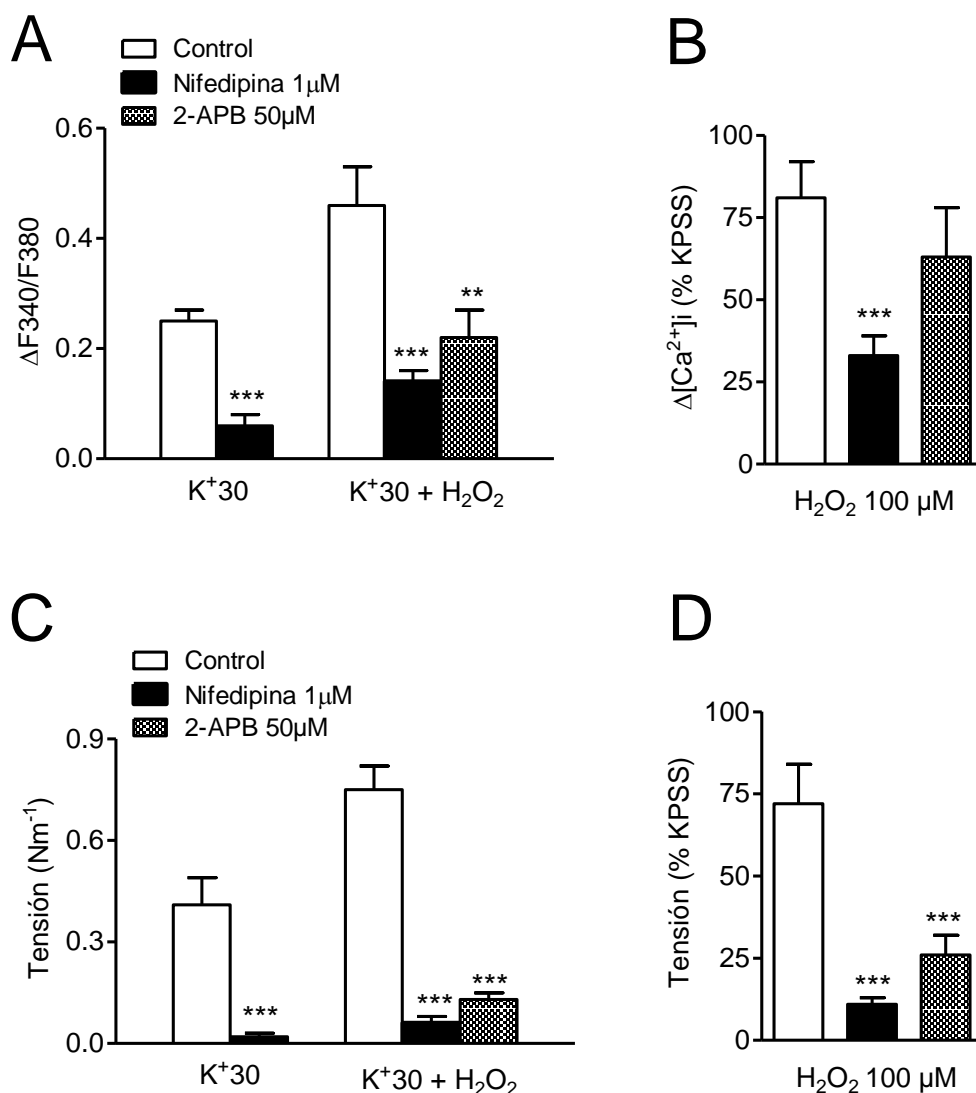 A
Control
Nifedipina 1μM
2-APB 50μM
ΔF340/F380
0.6
0.4
0.2
0.0
***
***
**
K⁺30
K⁺30 + H₂O₂
B
Δ[Ca²⁺]i (% KPSS)
100
75
50
25
0
***
H₂O₂ 100 μM
C
Control
Nifedipina 1μM
2-APB 50μM
Tensión (Nm⁻¹)
0.9
0.6
0.3
0.0
***
***
***
K⁺30
K⁺30 + H₂O₂
D
Tensión (% KPSS)
100
75
50
25
0
***
***
H₂O₂ 100 μM